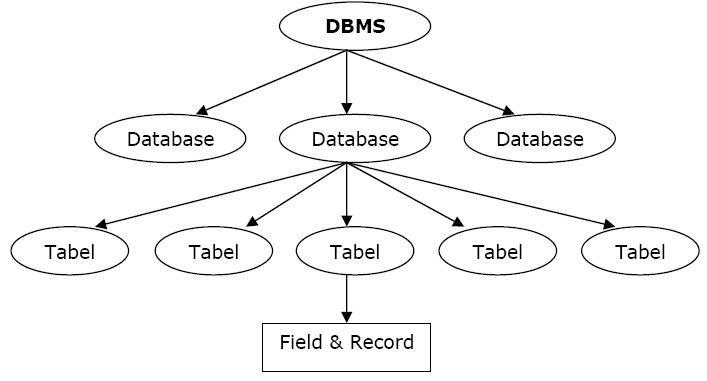 DBMS
Database
Database
Database
Tabel
Tabel
Tabel
Tabel
Tabel
Field & Record